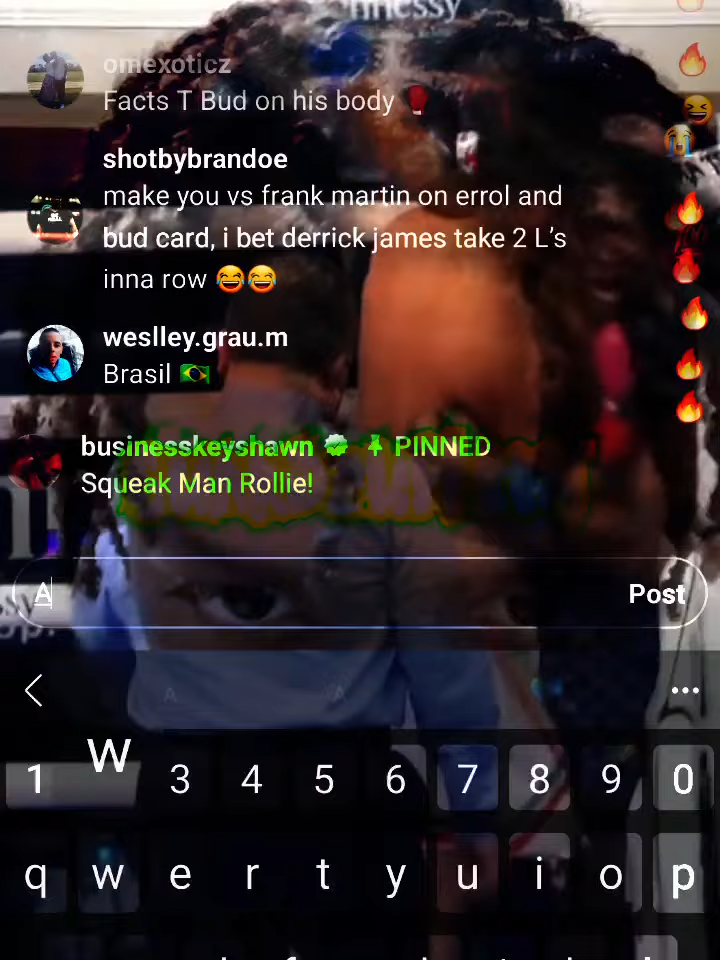 omexoticz
Facts T Bud on his body 🥊
shotbybrandoe
make you vs frank martin on errol and
bud card, i bet derrick james take 2 L’s
inna row 😂😂
weslley.grau.m
Brasil 🇧🇷
businesskeyshawn PINNED
Squeak Man Rollie!
A
Post
A A
W
1 3 4 5 6 7 8 9 0
q w e r t y u i o p